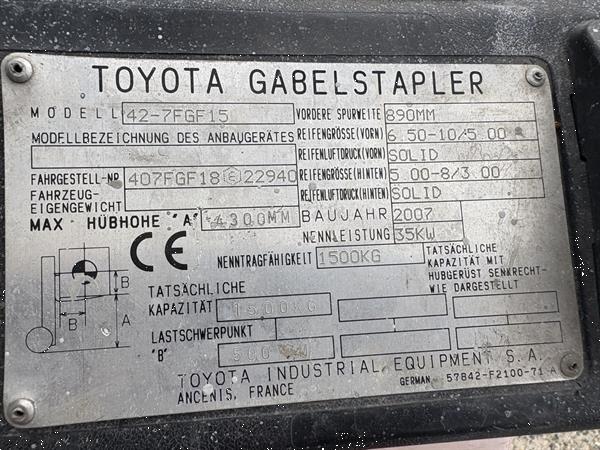 TOYOTA GABELSTAPLER
MODELL 42-7FGF15 VORDERE SPURWEITE 890MM
MODELLBEZEICHNUNG DES ANBAUGERÄTES REIFENGRÖSSE(VORN) 6.50-10/5.00
REIFENLUFTDRUCK(VORN) SOLID
FAHRGESTELL-NR 407FGF18 E 22940 REIFENGRÖSSE(HINTEN) 5.00-8/3.00
FAHRZEUG-EIGENGEWICHT REIFENLUFTDRUCK(HINTEN) SOLID
MAX HÜBHOHE "A" 4300MM BAUJAHR 2007
NENNLEISTUNG 35KW
CE NENNTRAGFÄHIGKEIT 1500KG TATSÄCHLICHE
KAPAZITÄT MIT
HUBGERÜST SENKRECHT-
WIE DARGESTELLT
B
B
A
TATSÄCHLICHE
KAPAZITÄT 1500KG
LASTSCHWERPUNKT
"B" 500
TOYOTA INDUSTRIAL EQUIPMENT S.A.
ANCENIS, FRANCE GERMAN 57842-F2100-71 A